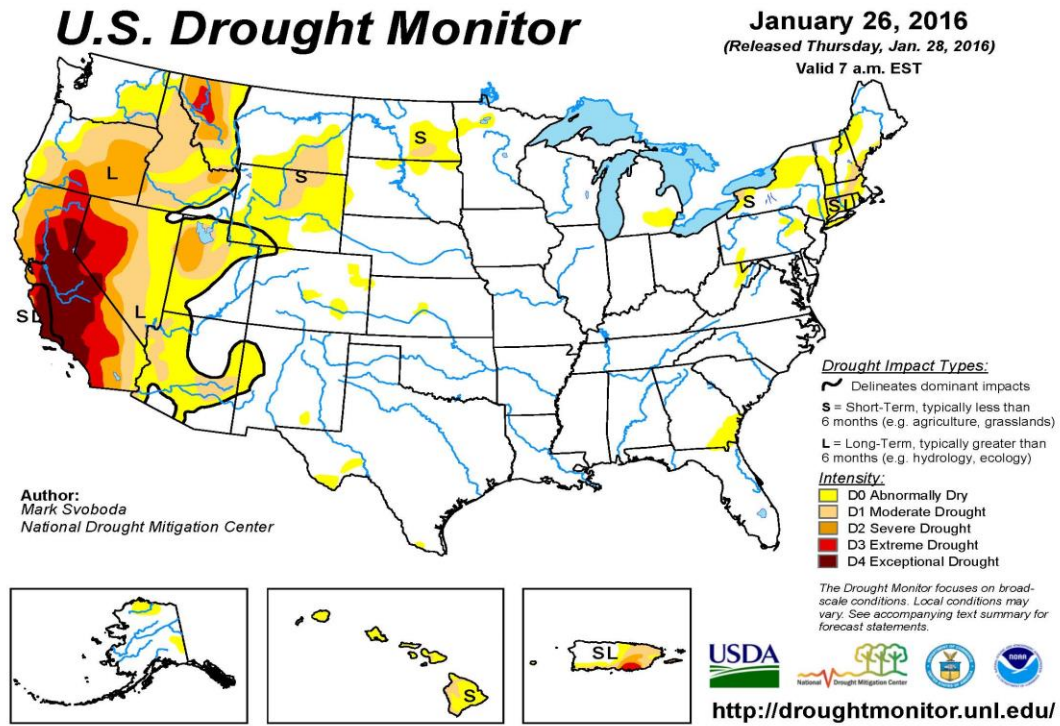 U.S. Drought Monitor
January 26, 2016
(Released Thursday, Jan. 28, 2016)
Valid 7 a.m. EST
S
L
S
S
SL
SL
L
Drought Impact Types:
Delineates dominant impacts
S = Short-Term, typically less than
6 months (e.g. agriculture, grasslands)
L = Long-Term, typically greater than
6 months (e.g. hydrology, ecology)
Intensity:
D0 Abnormally Dry
D1 Moderate Drought
D2 Severe Drought
D3 Extreme Drought
D4 Exceptional Drought
Author:
Mark Svoboda
National Drought Mitigation Center
The Drought Monitor focuses on broad-
scale conditions. Local conditions may
vary. See accompanying text summary for
forecast statements.
S
SL
USDA
National Drought Mitigation Center
NOAA
http://droughtmonitor.unl.edu/